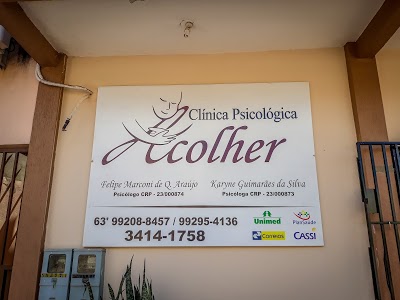 Clínica Psicológica
Acolher
Felipe Marconi de Q. Araújo Karyne Guimarães da Silva
Psicólogo CRP - 23/000874 Psicóloga CRP - 23/000873
63' 99208-8457 / 99295-4136
3414-1758
Unimed Plansaúde
Correios CASSI